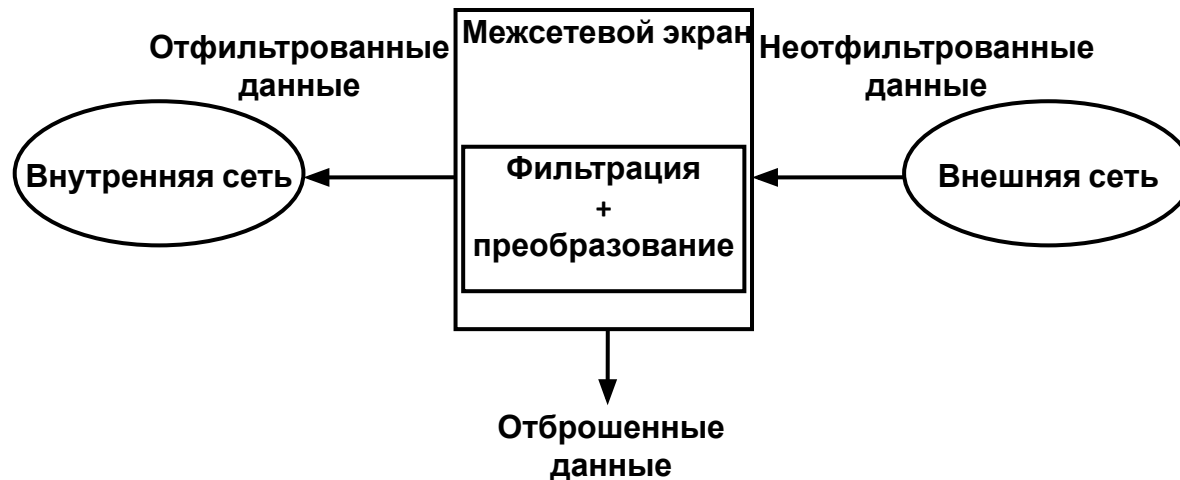 Межсетевой экран
Отфильтрованные
данные
Неотфильтрованные
данные
Внутренняя сеть
Фильтрация
+
преобразование
Внешняя сеть
Отброшенные
данные